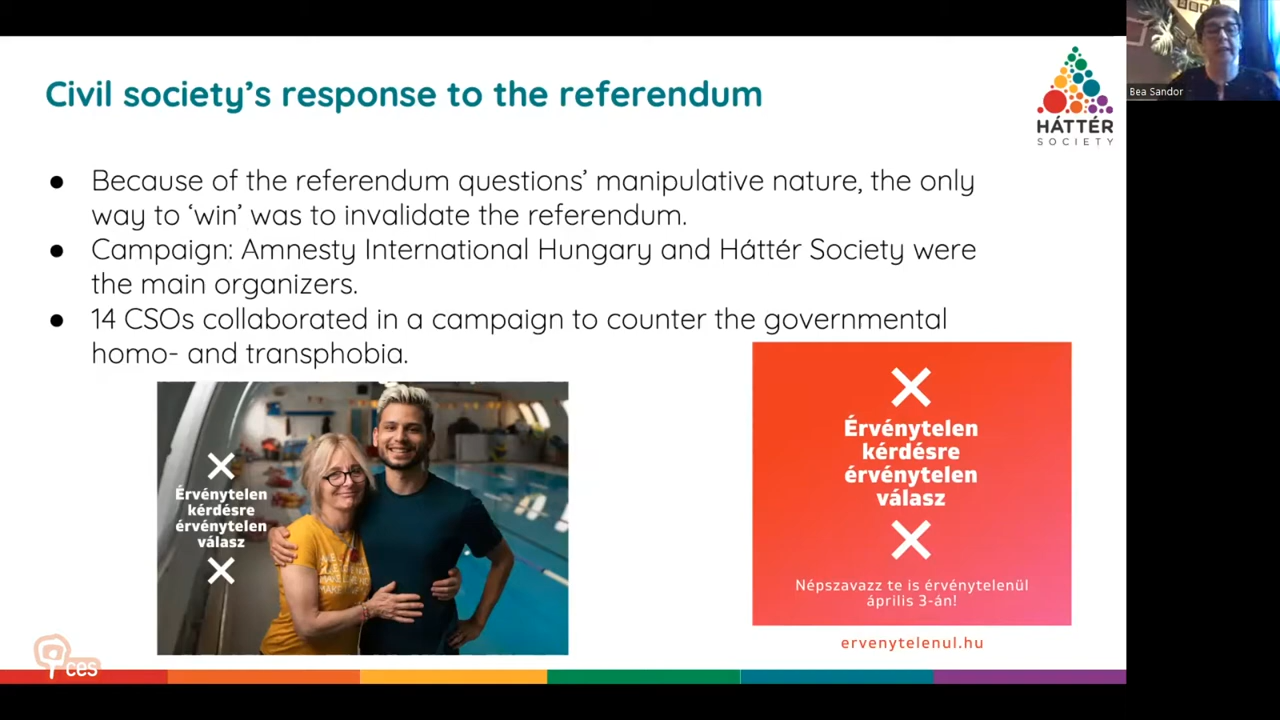 Civil society's response to the referendum
HÁTTÉR
SOCIETY
Bea Sandor
● Because of the referendum questions' manipulative nature, the only
way to 'win' was to invalidate the referendum.
● Campaign: Amnesty International Hungary and Háttér Society were
the main organizers.
● 14 CSOs collaborated in a campaign to counter the governmental
homo- and transphobia.
Érvénytelen
kérdésre
érvénytelen
válasz
Érvénytelen
kérdésre
érvénytelen
válasz
Népszavazz te is érvénytelenül
április 3-án!
ervenytelenul.hu
ces